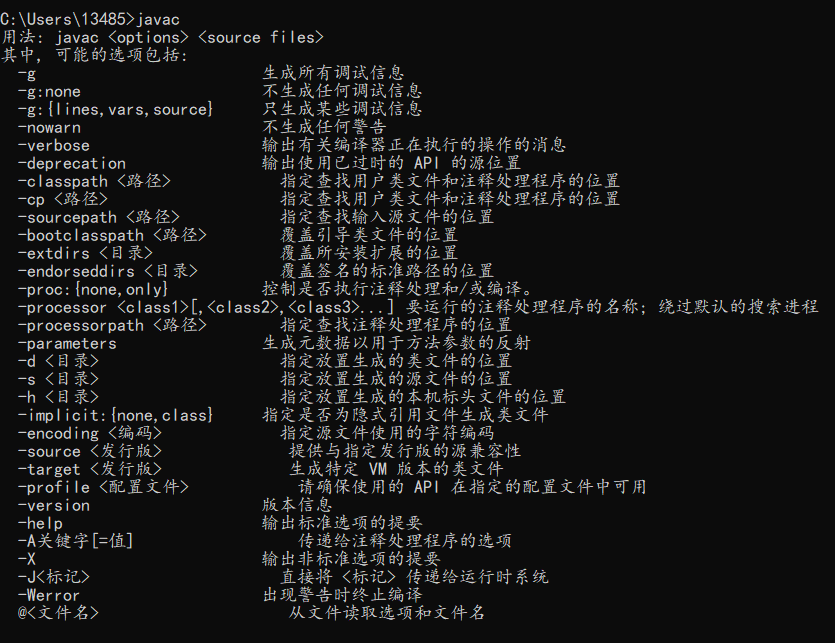 C:\Users\13485>javac
用法: javac <options> <source files>
其中, 可能的选项包括:
  -g                         生成所有调试信息
  -g:none                    不生成任何调试信息
  -g:{lines,vars,source}     只生成某些调试信息
  -nowarn                    不生成任何警告
  -verbose                   输出有关编译器正在执行的操作的消息
  -deprecation               输出使用已过时的 API 的源位置
  -classpath <路径>            指定查找用户类文件和注释处理程序的位置
  -cp <路径>                   指定查找用户类文件和注释处理程序的位置
  -sourcepath <路径>           指定查找输入源文件的位置
  -bootclasspath <路径>        覆盖引导类文件的位置
  -extdirs <目录>              覆盖所安装扩展的位置
  -endorseddirs <目录>         覆盖签名的标准路径的位置
  -proc:{none,only}          控制是否执行注释处理和/或编译。
  -processor <class1>[,<class2>,<class3>...] 要运行的注释处理程序的名称; 绕过默认的搜索进程
  -processorpath <路径>        指定查找注释处理程序的位置
  -parameters                生成元数据以用于方法参数的反射
  -d <目录>                    指定放置生成的类文件的位置
  -s <目录>                    指定放置生成的源文件的位置
  -h <目录>                    指定放置生成的本机标头文件的位置
  -implicit:{none,class}     指定是否为隐式引用文件生成类文件
  -encoding <编码>             指定源文件使用的字符编码
  -source <发行版>              提供与指定发行版的源兼容性
  -target <发行版>              生成特定 VM 版本的类文件
  -profile <配置文件>            请确保使用的 API 在指定的配置文件中可用
  -version                   版本信息
  -help                      输出标准选项的提要
  -A关键字[=值]                  传递给注释处理程序的选项
  -X                         输出非标准选项的提要
  -J<标记>                     直接将 <标记> 传递给运行时系统
  -Werror                    出现警告时终止编译
  @<文件名>                     从文件读取选项和文件名